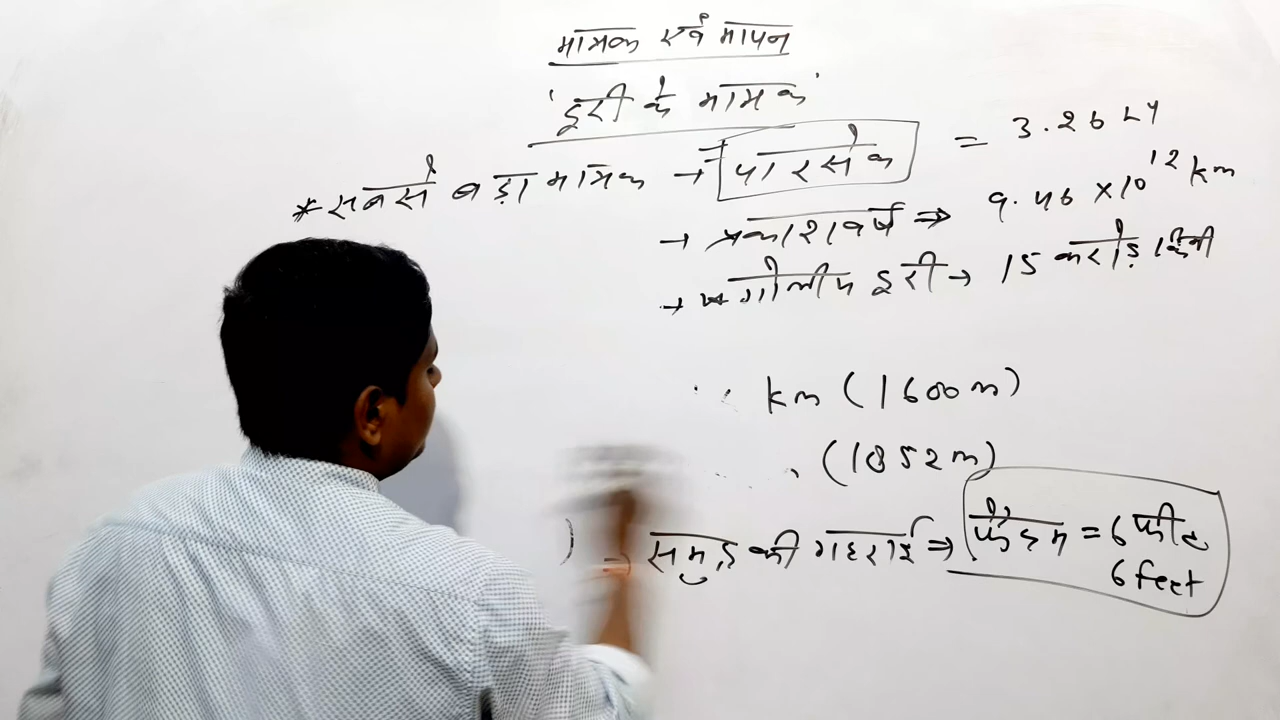 मात्रक एवं मापन
'दूरी के मात्रक'
* सबसे बड़ा मात्रक → पारसेक = 3.26 LY
→ प्रकाशवर्ष ⇒ 9.46 × 10¹² km
→ खगोलीय दूरी → 15 करोड़ किमी
km (1600 m)
(1852 m)
) → समुद्र की गहराई ⇒ फैदम = 6 फीट
6 feet